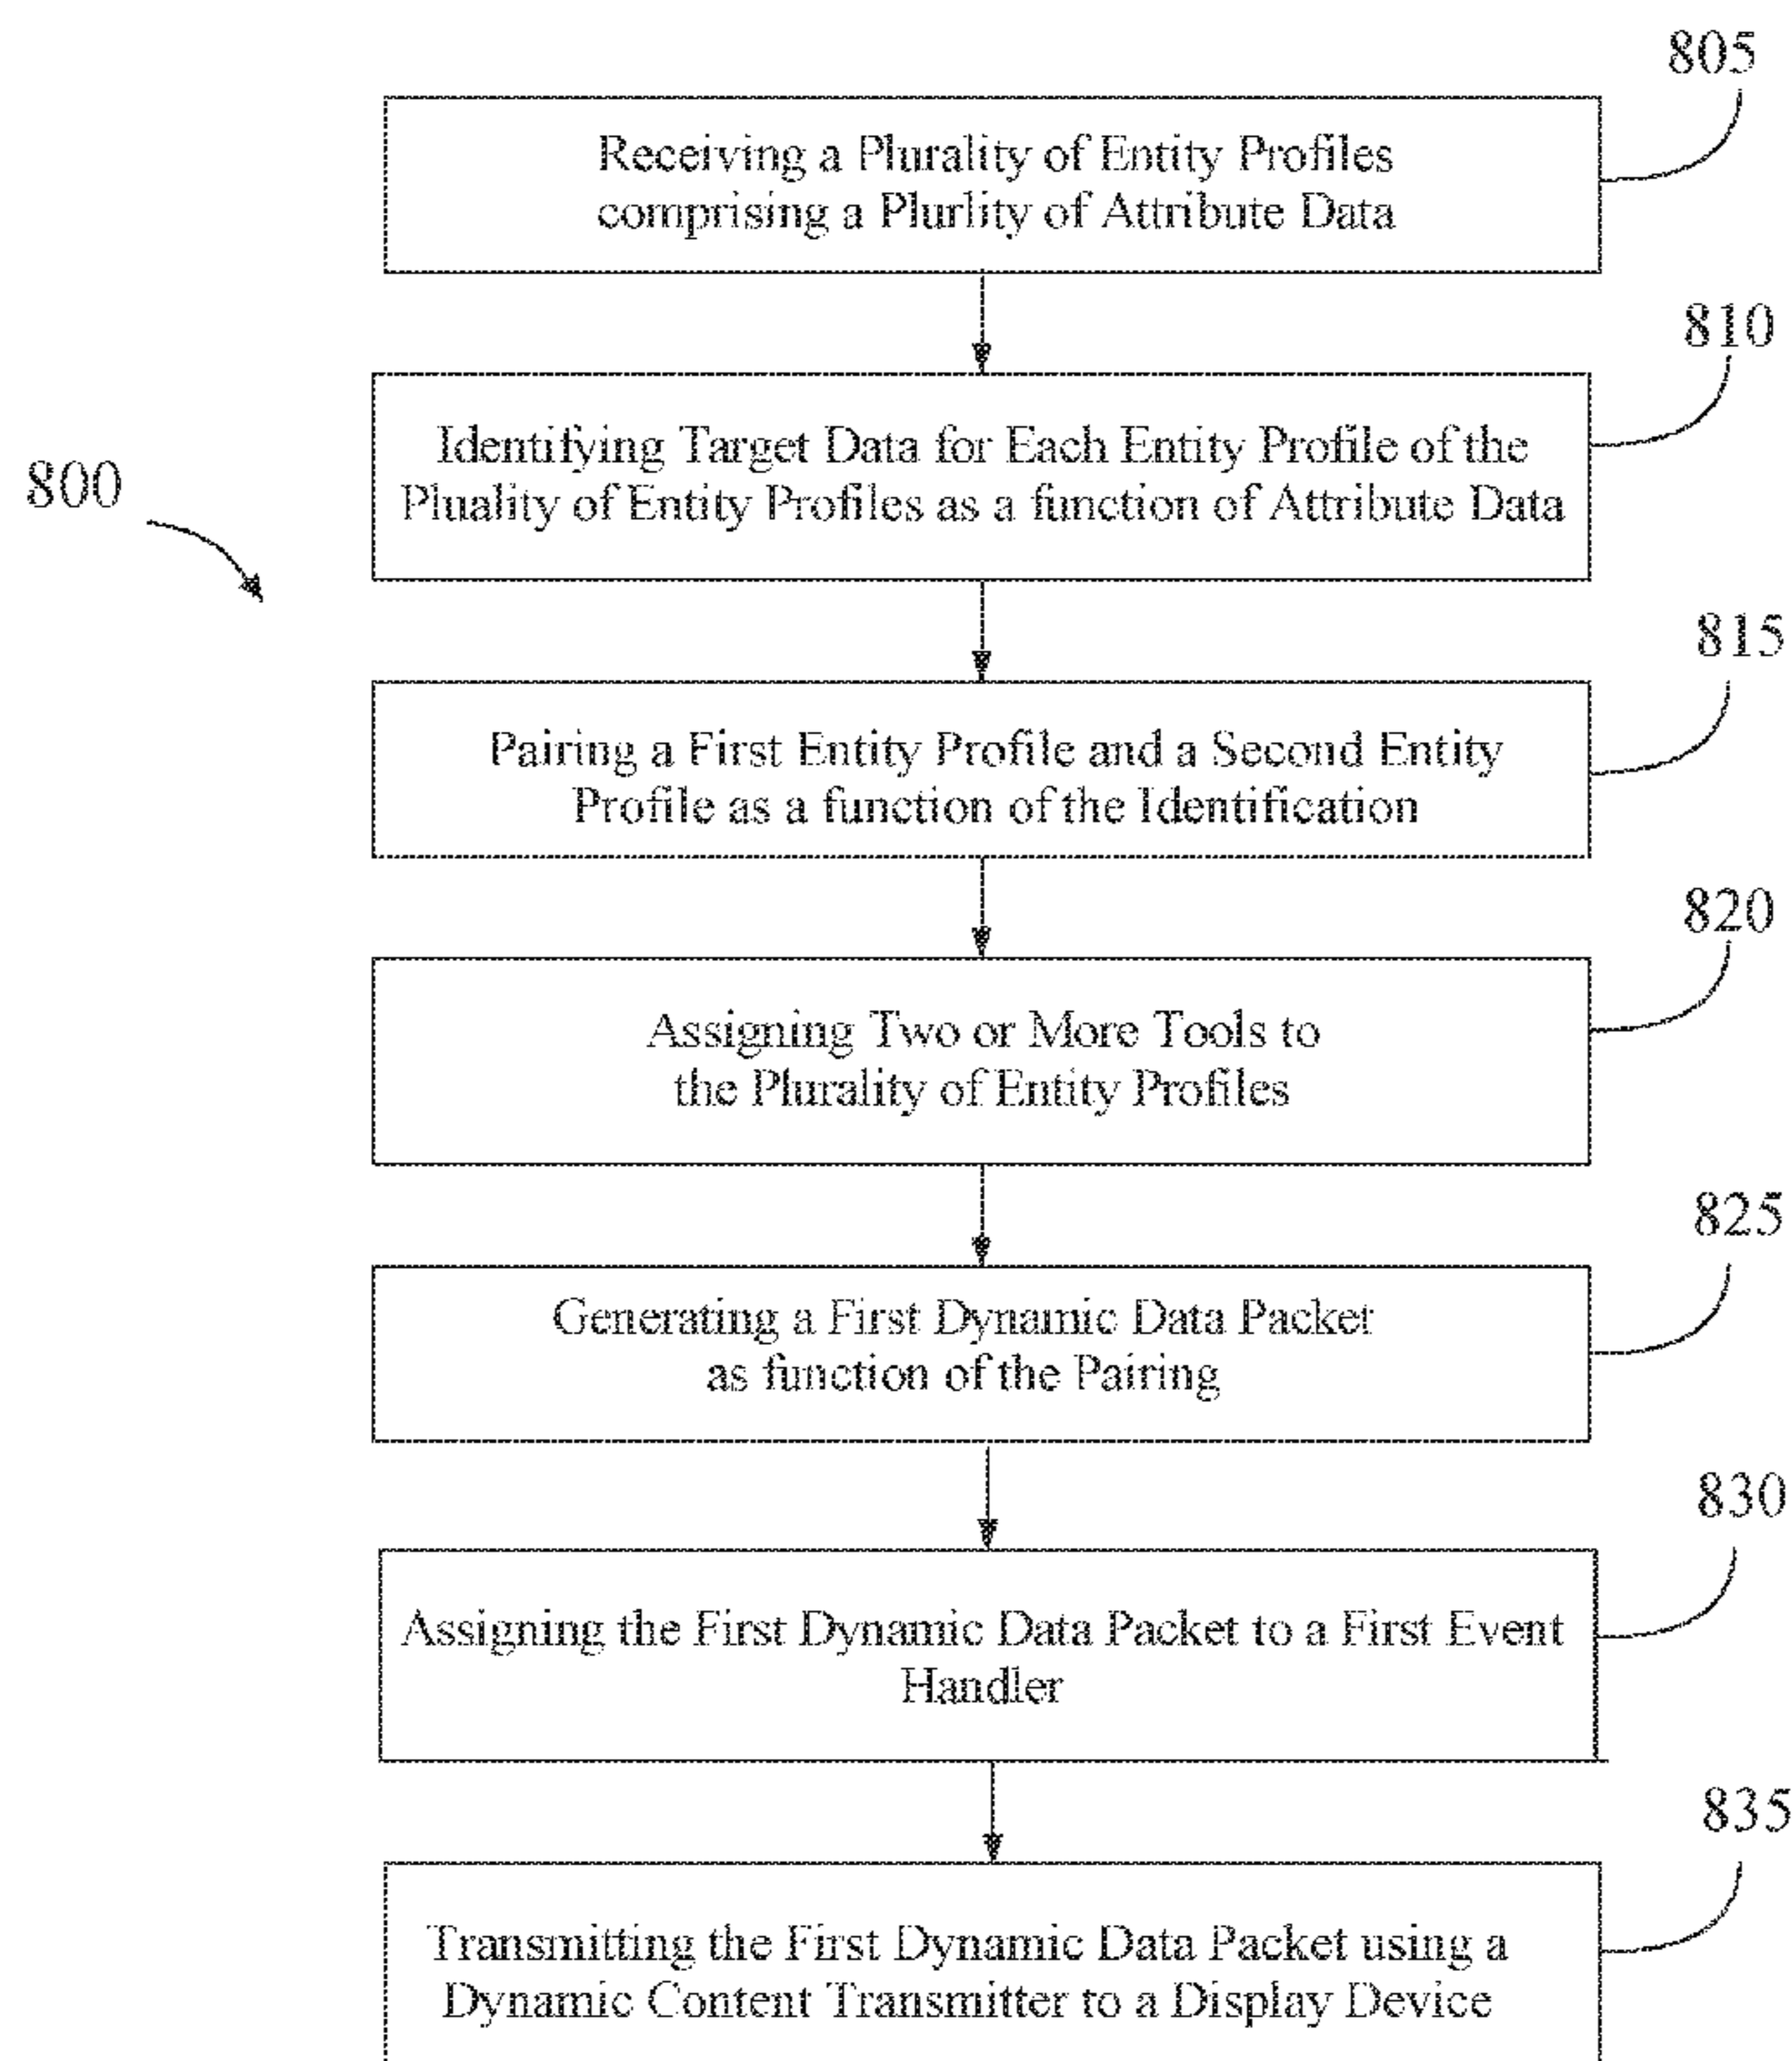 805
Receiving a Plurality of Entity Profiles
comprising a Plurlity of Attribute Data
810
Identifying Target Data for Each Entity Profile of the
Pluality of Entity Profiles as a function of Attribute Data
800
815
Pairing a First Entity Profile and a Second Entity
Profile as a function of the Identification
820
Assigning Two or More Tools to
the Plurality of Entity Profiles
825
Generating a First Dynamic Data Packet
as function of the Pairing
830
Assigning the First Dynamic Data Packet to a First Event
Handler
835
Transmitting the First Dynamic Data Packet using a
Dynamic Content Transmitter to a Display Device